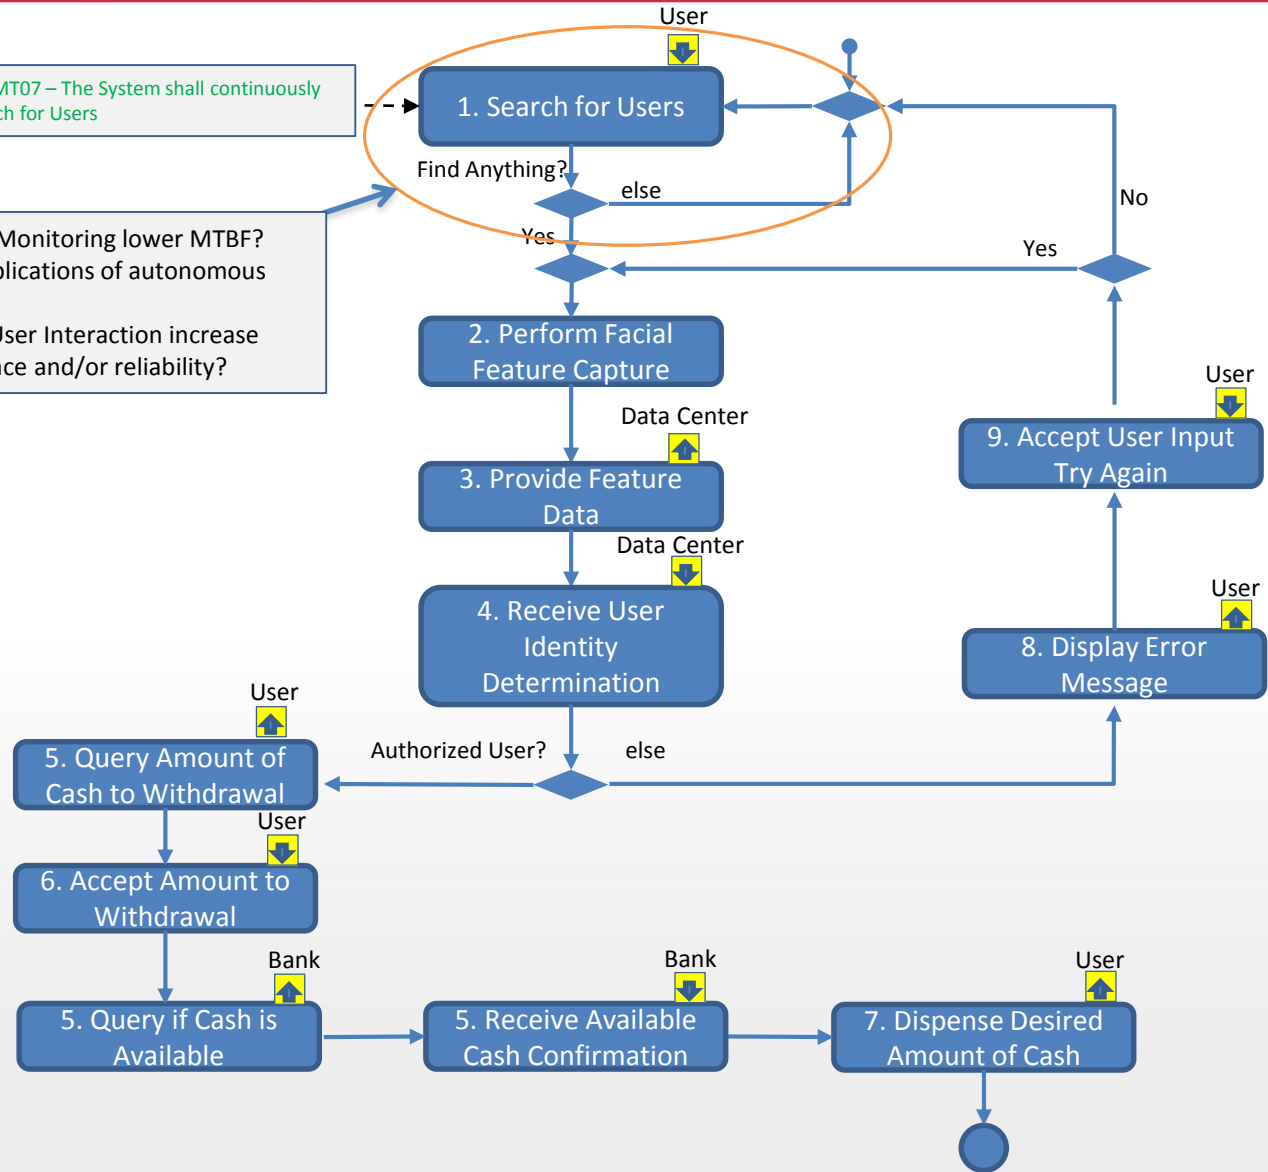 User
MT07 – The System shall continuously
ch for Users
1. Search for Users
Find Anything?
else
No
Monitoring lower MTBF?
plications of autonomous
User Interaction increase
nce and/or reliability?
Yes
Yes
2. Perform Facial
Feature Capture
User
Data Center
9. Accept User Input
Try Again
3. Provide Feature
Data
Data Center
User
4. Receive User
Identity
Determination
8. Display Error
Message
User
Authorized User?
else
5. Query Amount of
Cash to Withdrawal
User
6. Accept Amount to
Withdrawal
Bank
Bank
User
5. Query if Cash is
Available
5. Receive Available
Cash Confirmation
7. Dispense Desired
Amount of Cash